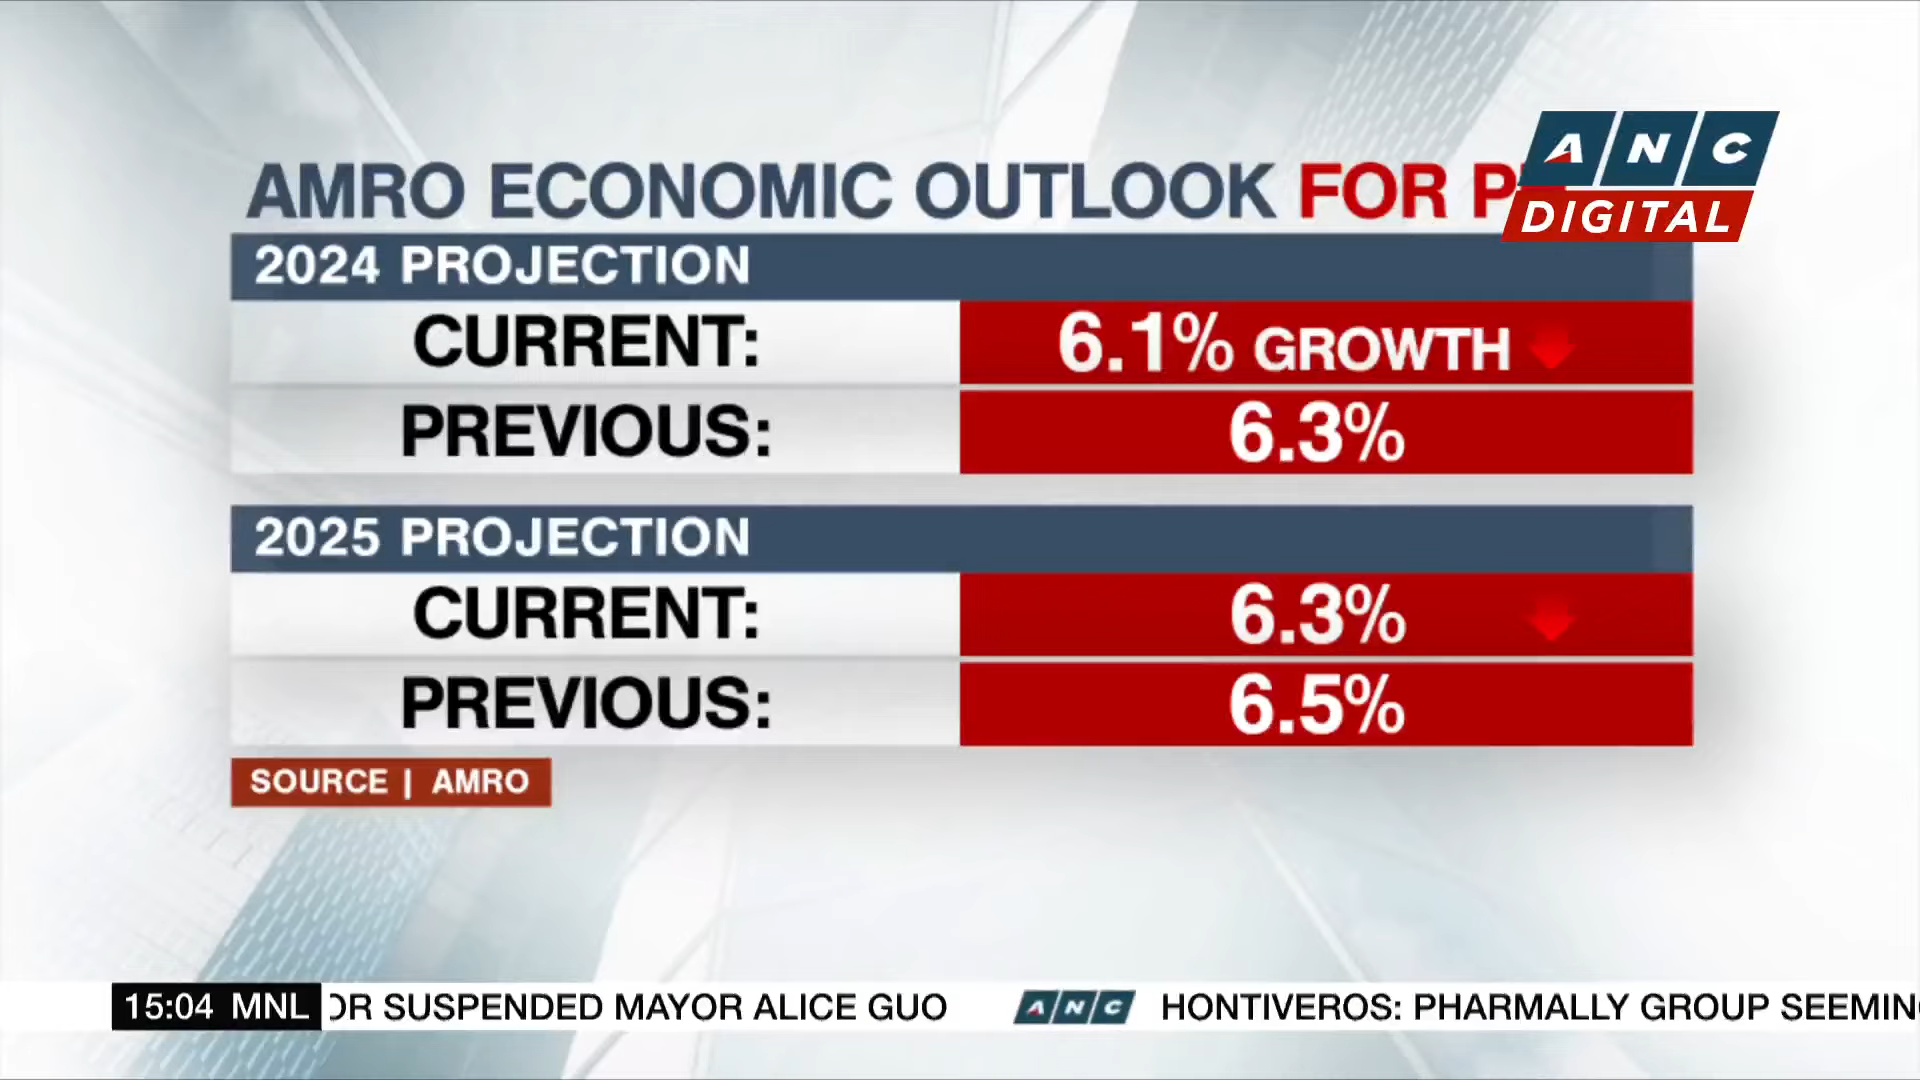 AMRO ECONOMIC OUTLOOK FOR
ANC
DIGITAL
2024 PROJECTION
CURRENT: 6.1% GROWTH
PREVIOUS: 6.3%
2025 PROJECTION
CURRENT: 6.3%
PREVIOUS: 6.5%
SOURCE | AMRO
15:04 MNL OR SUSPENDED MAYOR ALICE GUO ANC HONTIVEROS: PHARMALLY GROUP